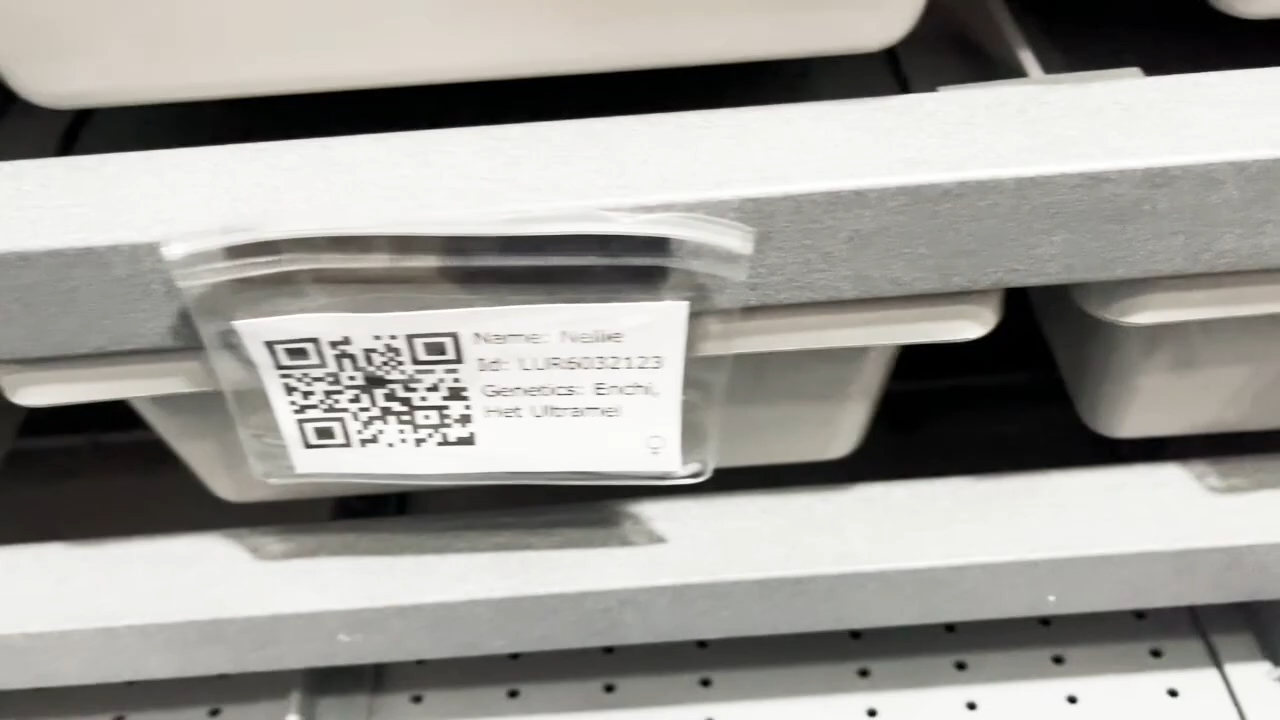 Name: Nellie
Id: LUR6032123
Genetics: Enchi,
Het Ultramel
♀